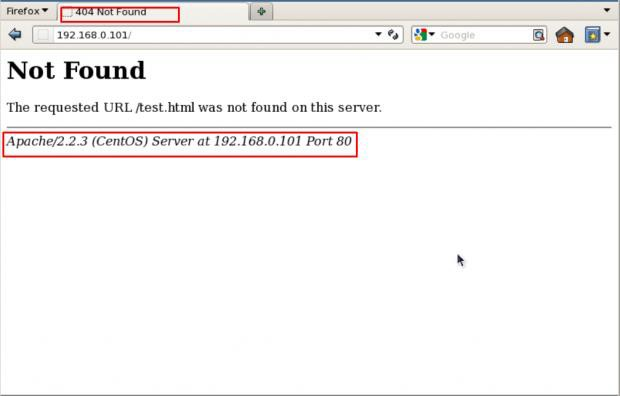 Firefox
404 Not Found
192.168.0.101/
Google
Not Found
The requested URL /test.html was not found on this server.
Apache/2.2.3 (CentOS) Server at 192.168.0.101 Port 80